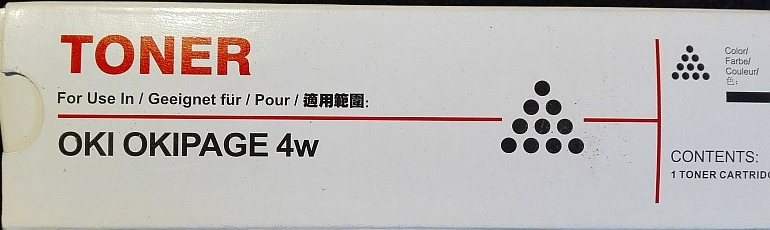 TONER
For Use In / Geeignet für / Pour / 適用範圍:
OKI OKIPAGE 4w
Color/
Farbe/
Couleur/
色:
CONTENTS:
1 TONER